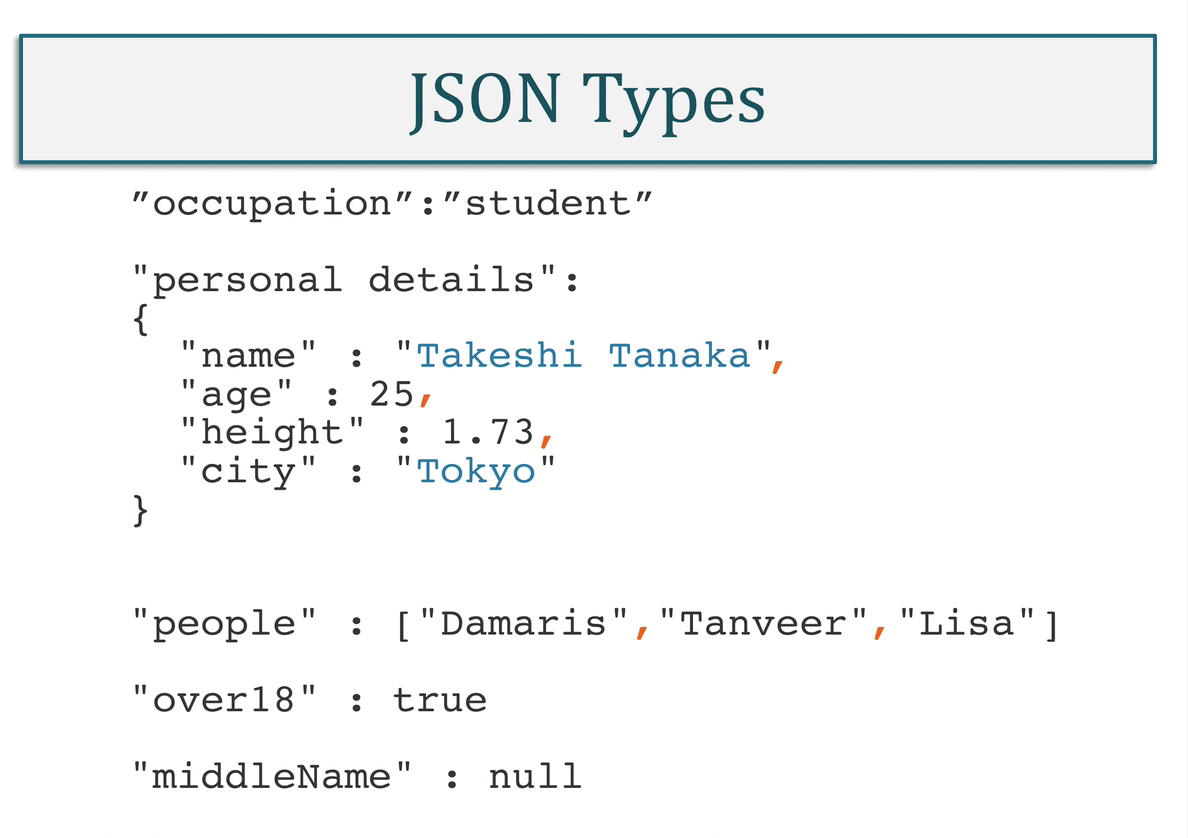 JSON Types
”occupation”:”student”
"personal details":
{
"name" : "Takeshi Tanaka",
"age" : 25,
"height" : 1.73,
"city" : "Tokyo"
}
"people" : ["Damaris","Tanveer","Lisa"]
"over18" : true
"middleName" : null